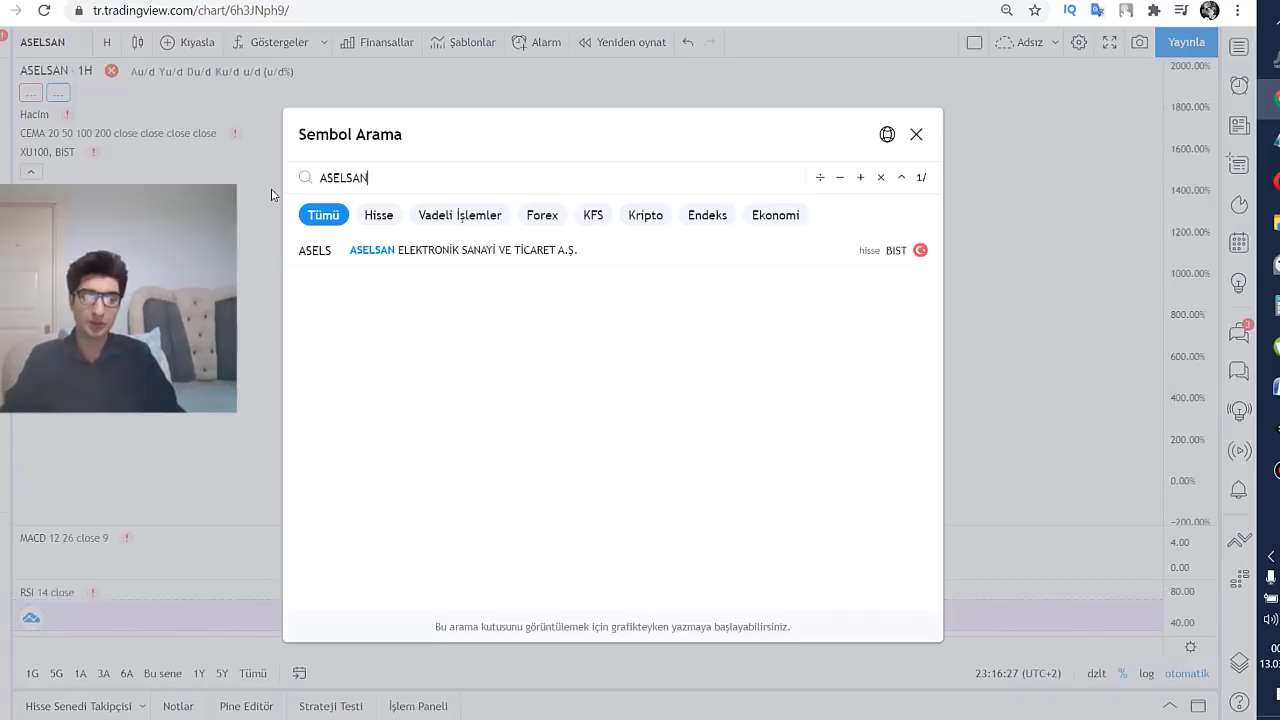 tr.tradingview.com/chart/6h3JNph9/
ASELSAN H Kıyasla Göstergeler Finansallar Şablonlar Alarm Yeniden oynat Adsız Yayınla
ASELSAN · 1H Au/d Yu/d Du/d Ku/d u/d (u/d%)
Hacim
CEMA 20 50 100 200 close close close close
XU100, BIST
MACD 12 26 close 9
RSI 14 close
Sembol Arama
ASELSAN ÷ − + × ^ 1/
Tümü Hisse Vadeli İşlemler Forex KFS Kripto Endeks Ekonomi
ASELS ASELSAN ELEKTRONİK SANAYİ VE TİCARET A.Ş. hisse BIST
Bu arama kutusunu görüntülemek için grafikteyken yazmaya başlayabilirsiniz.
2000.00%
1800.00%
1600.00%
1400.00%
1200.00%
1000.00%
800.00%
600.00%
400.00%
200.00%
0.00%
−200.00%
4.00
0.00
80.00
40.00
3
1G 5G 1A 3A 6A Bu sene 1Y 5Y Tümü 23:16:27 (UTC+2) dzlt % log otomatik
Hisse Senedi Takipçisi Notlar Pine Editör Strateji Testi İşlem Paneli